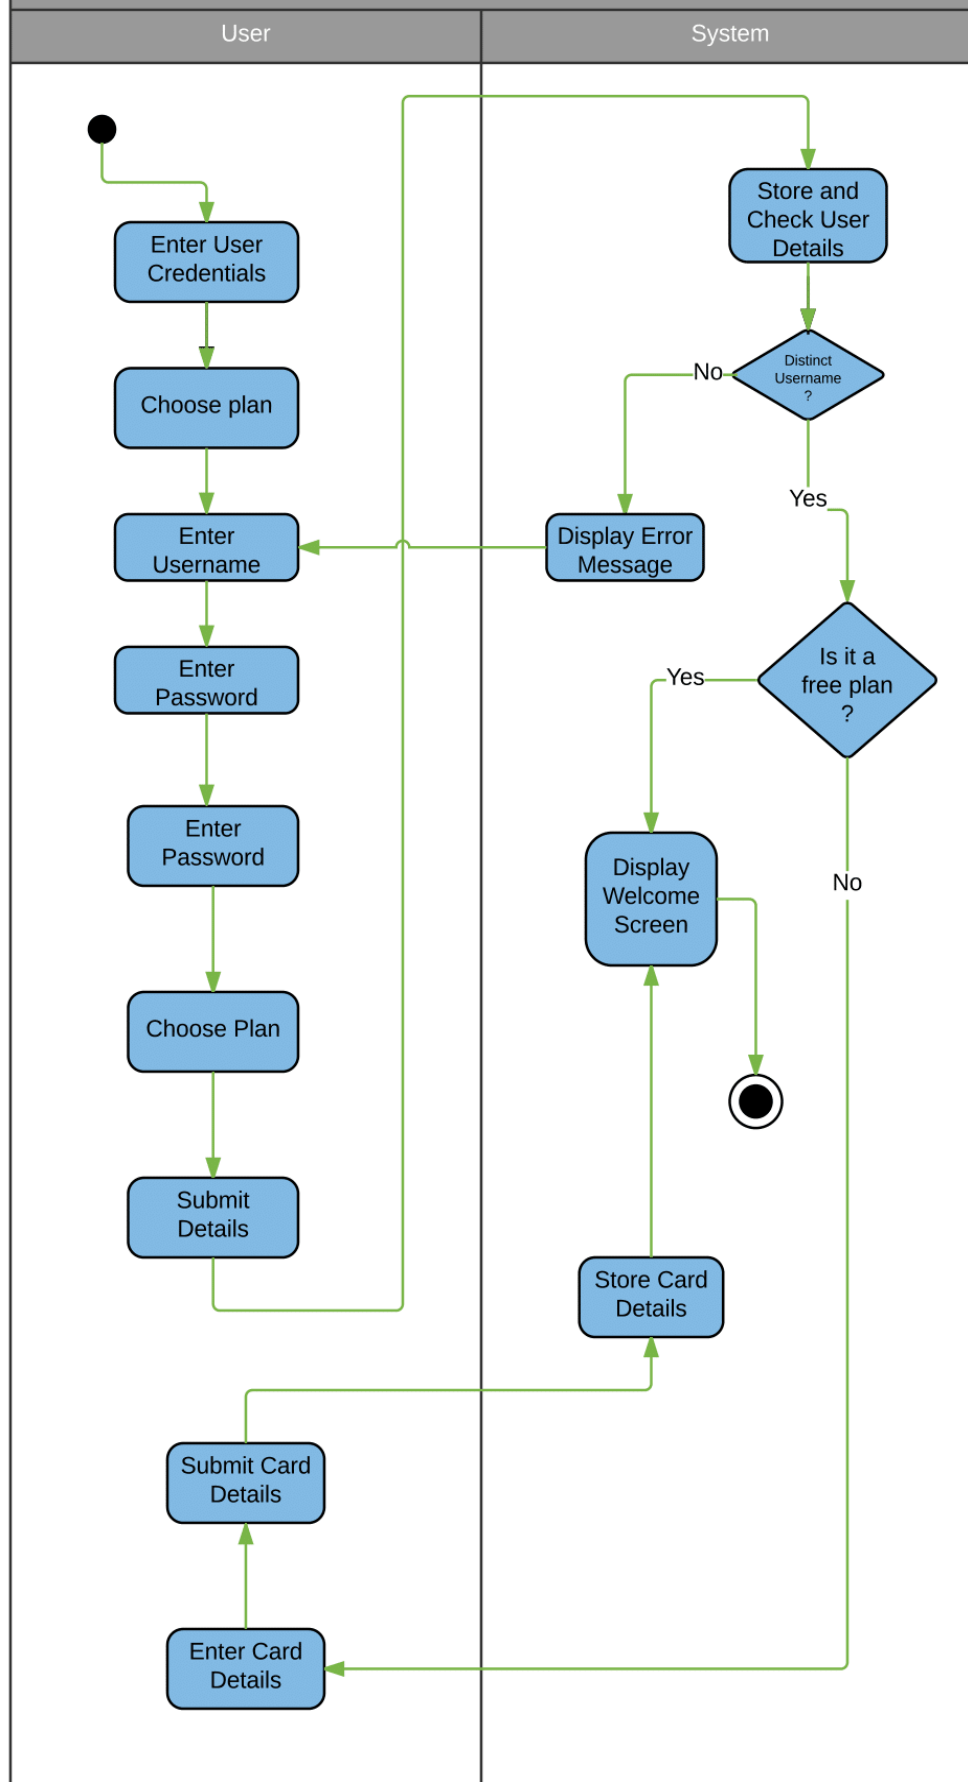 User
System
Enter User
Credentials
Choose plan
Enter
Username
Enter
Password
Enter
Password
Choose Plan
Submit
Details
Store and
Check User
Details
Distinct
Username
?
No
Display Error
Message
Yes
Is it a
free plan
?
Yes
Display
Welcome
Screen
No
Enter Card
Details
Submit Card
Details
Store Card
Details